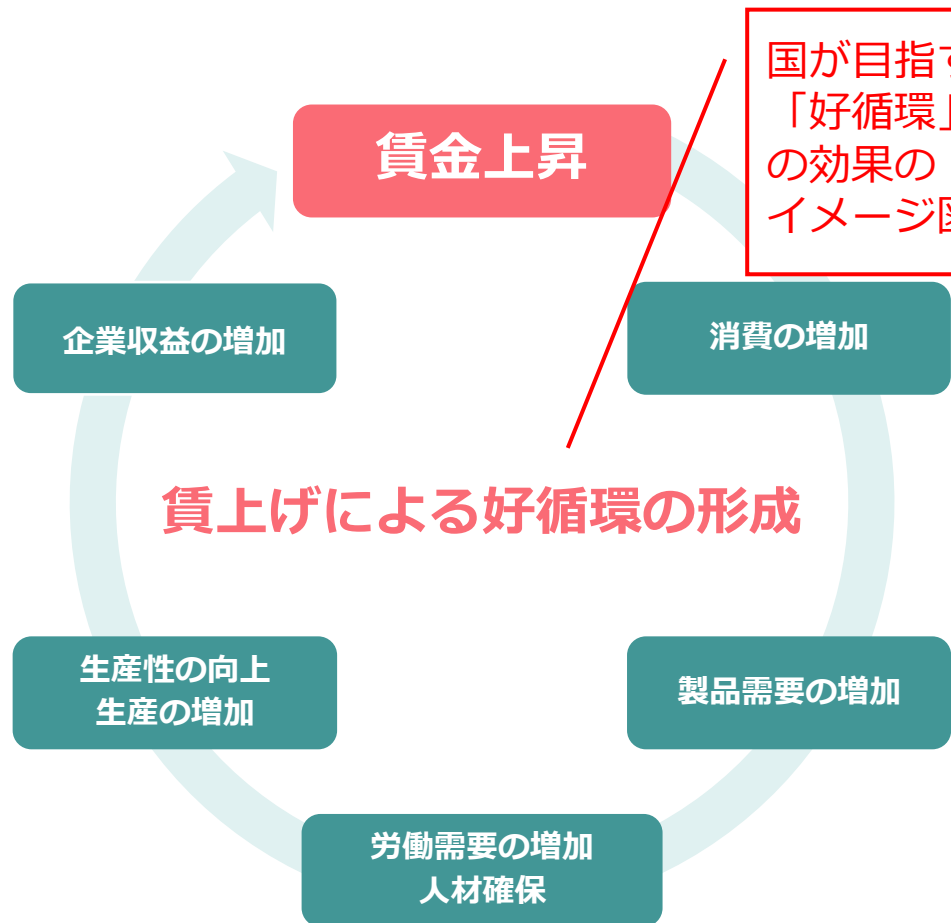 国が目指す
「好循環」
の効果の
イメージ図
賃金上昇
企業収益の増加
消費の増加
賃上げによる好循環の形成
生産性の向上
生産の増加
製品需要の増加
労働需要の増加
人材確保